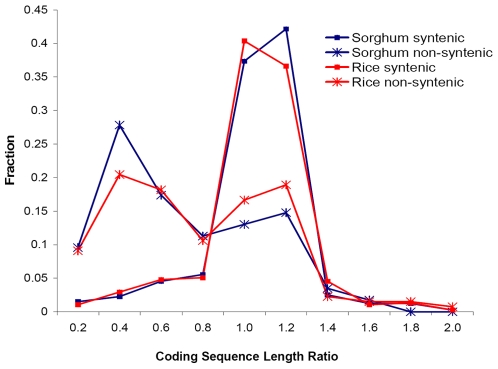 0.45
0.4
0.35
0.3
0.25
0.2
0.15
0.1
0.05
0
Fraction
Sorghum syntenic
Sorghum non-syntenic
Rice syntenic
Rice non-syntenic
0.2 0.4 0.6 0.8 1.0 1.2 1.4 1.6 1.8 2.0
Coding Sequence Length Ratio